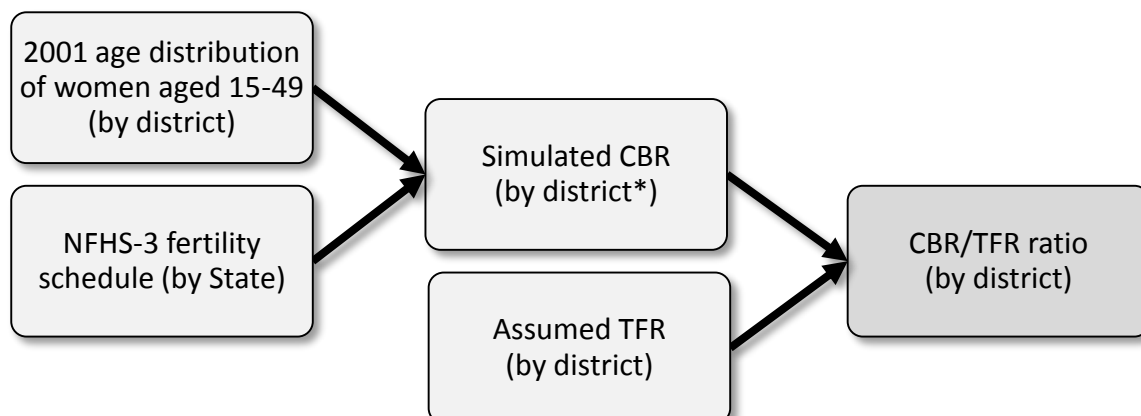 2001 age distribution
of women aged 15-49
(by district)
NFHS-3 fertility
schedule (by State)
Simulated CBR
(by district*)
Assumed TFR
(by district)
CBR/TFR ratio
(by district)